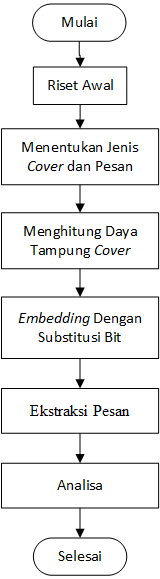 Mulai
Riset Awal
Menentukan Jenis
Cover dan Pesan
Menghitung Daya
Tampung Cover
Embedding Dengan
Substitusi Bit
Ekstraksi Pesan
Analisa
Selesai